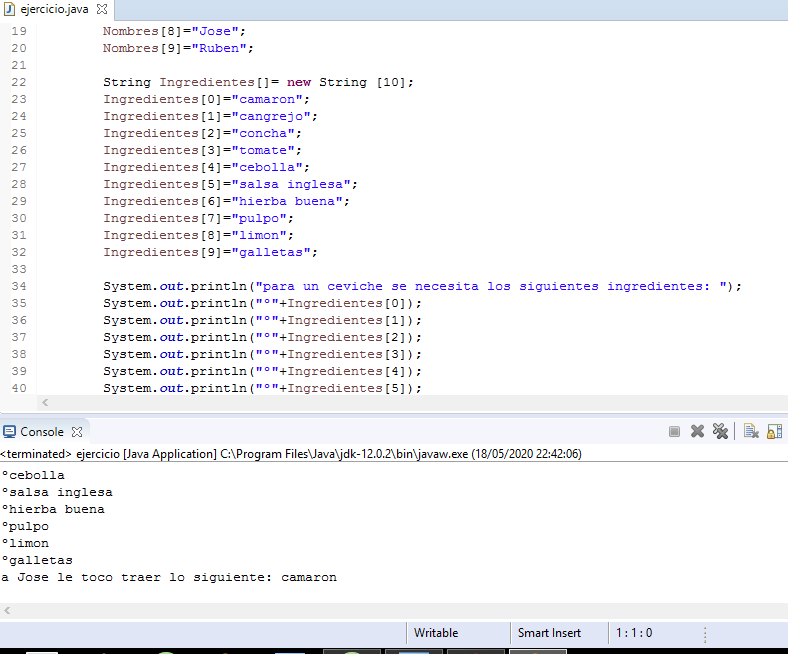 ejercicio.java
19 Nombres[8]="Jose";
20 Nombres[9]="Ruben";
21
22 String Ingredientes[]= new String [10];
23 Ingredientes[0]="camaron";
24 Ingredientes[1]="cangrejo";
25 Ingredientes[2]="concha";
26 Ingredientes[3]="tomate";
27 Ingredientes[4]="cebolla";
28 Ingredientes[5]="salsa inglesa";
29 Ingredientes[6]="hierba buena";
30 Ingredientes[7]="pulpo";
31 Ingredientes[8]="limon";
32 Ingredientes[9]="galletas";
33
34 System.out.println("para un ceviche se necesita los siguientes ingredientes: ");
35 System.out.println("°"+Ingredientes[0]);
36 System.out.println("°"+Ingredientes[1]);
37 System.out.println("°"+Ingredientes[2]);
38 System.out.println("°"+Ingredientes[3]);
39 System.out.println("°"+Ingredientes[4]);
40 System.out.println("°"+Ingredientes[5]);
Console
<terminated> ejercicio [Java Application] C:\Program Files\Java\jdk-12.0.2\bin\javaw.exe (18/05/2020 22:42:06)
°cebolla
°salsa inglesa
°hierba buena
°pulpo
°limon
°galletas
a Jose le toco traer lo siguiente: camaron
Writable Smart Insert 1 : 1 : 0